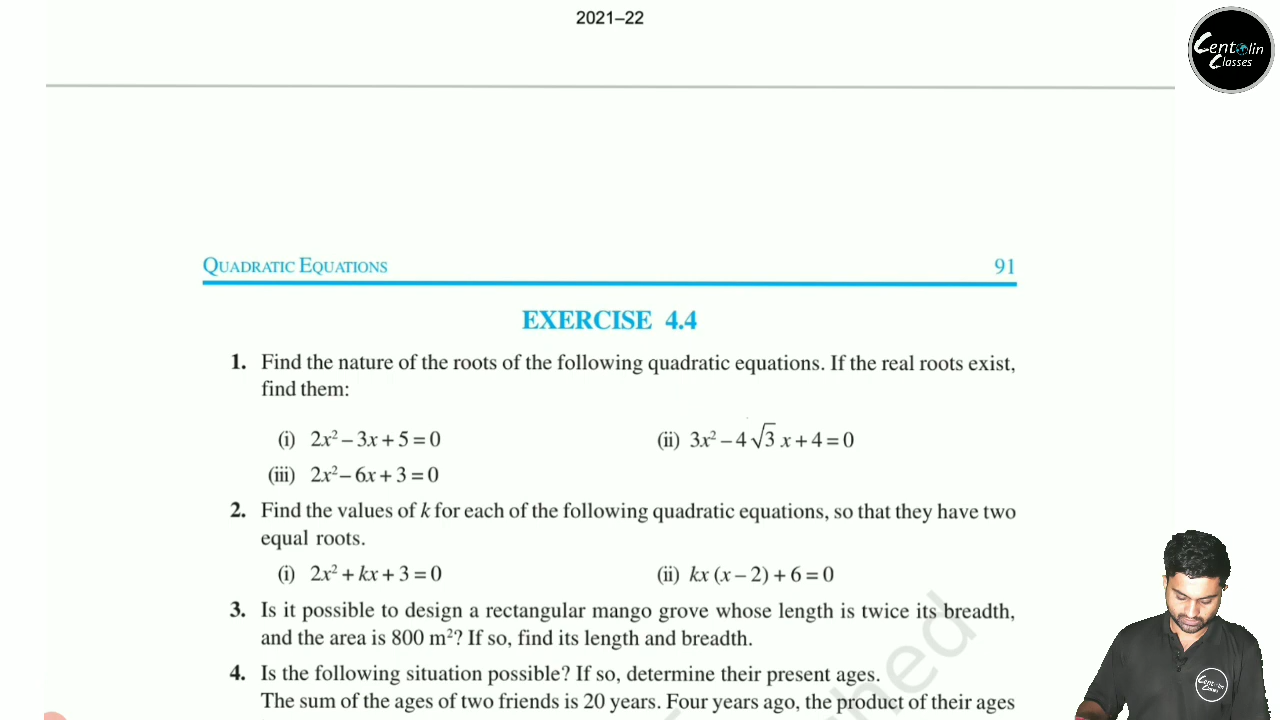 2021–22
Centolin
Classes
QUADRATIC EQUATIONS 91
EXERCISE 4.4
1. Find the nature of the roots of the following quadratic equations. If the real roots exist,
find them:
(i) 2x² – 3x + 5 = 0 (ii) 3x² – 4√3 x + 4 = 0
(iii) 2x² – 6x + 3 = 0
2. Find the values of k for each of the following quadratic equations, so that they have two
equal roots.
(i) 2x² + kx + 3 = 0 (ii) kx (x – 2) + 6 = 0
3. Is it possible to design a rectangular mango grove whose length is twice its breadth,
and the area is 800 m²? If so, find its length and breadth.
4. Is the following situation possible? If so, determine their present ages.
The sum of the ages of two friends is 20 years. Four years ago, the product of their ages
Centolin
Classes